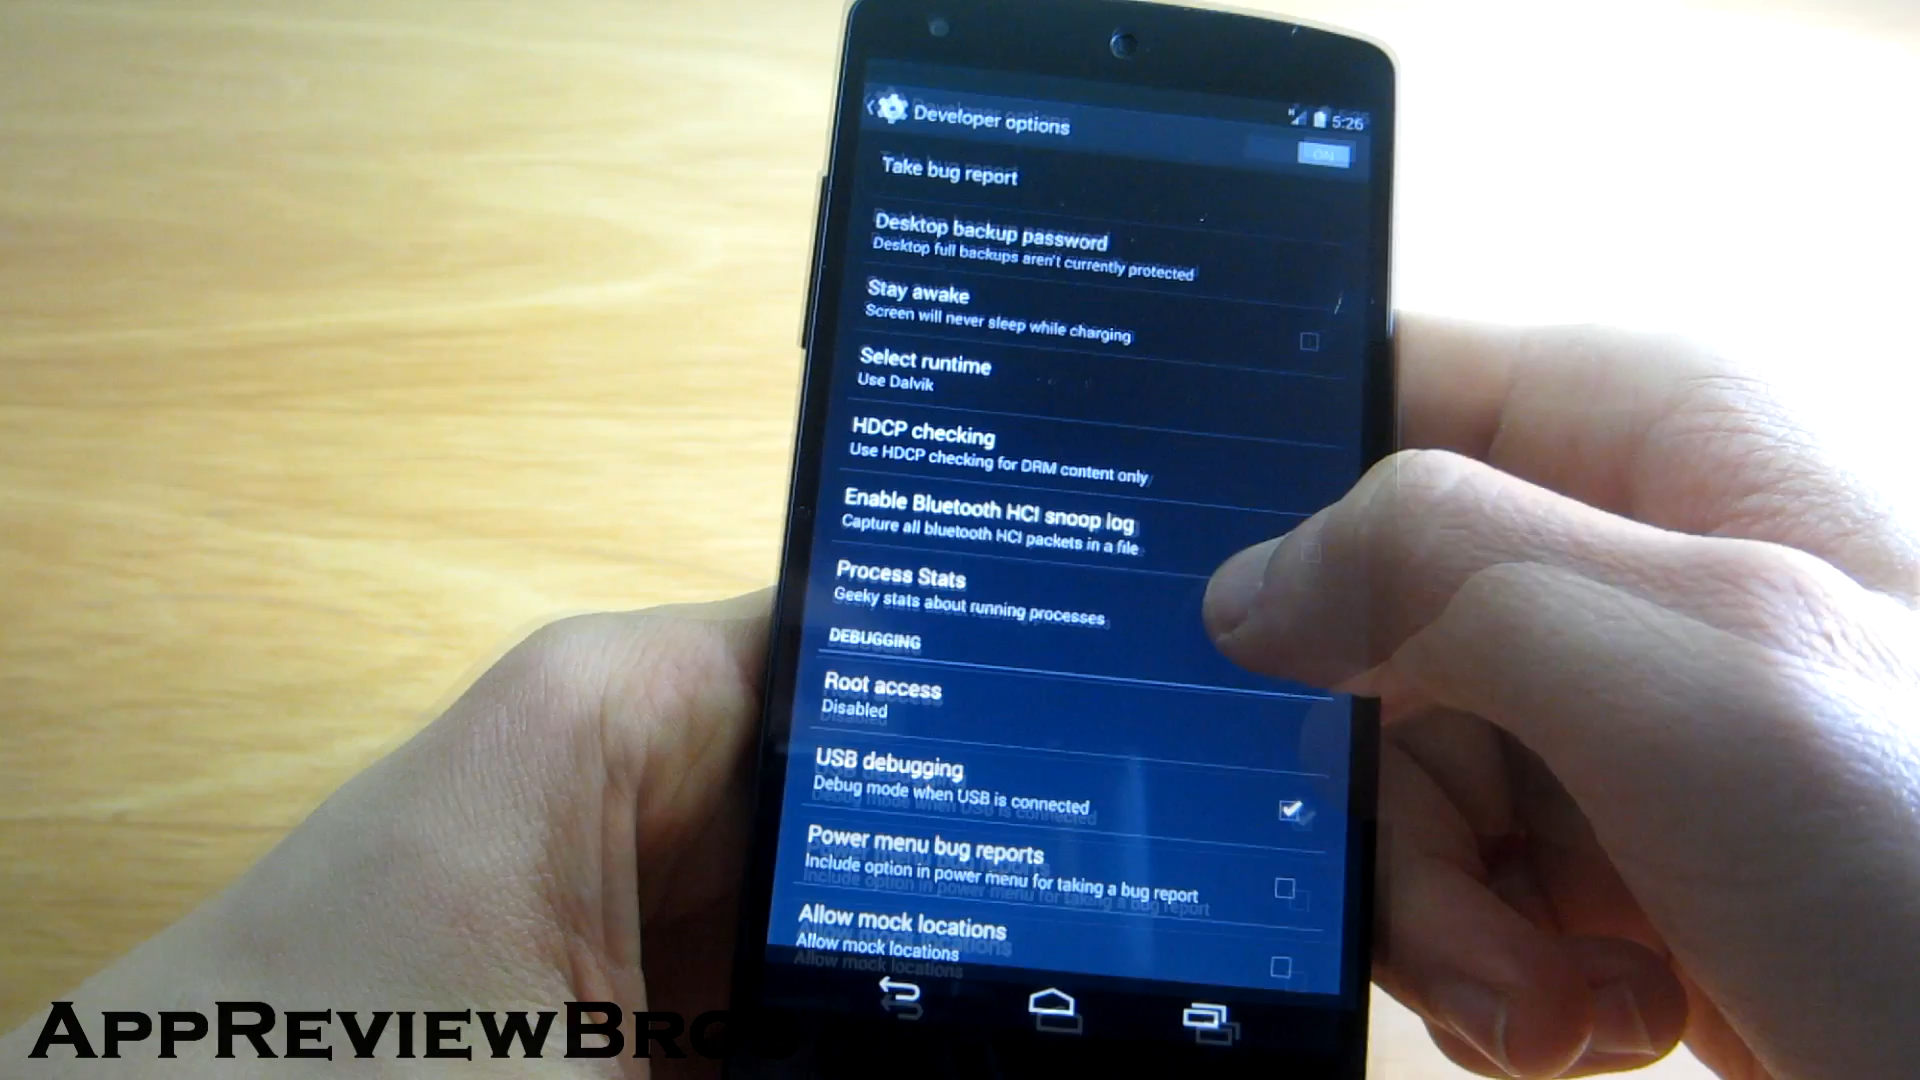 Developer options
5:26
ON
Take bug report
Desktop backup password
Desktop full backups aren't currently protected
Stay awake
Screen will never sleep while charging
Select runtime
Use Dalvik
HDCP checking
Use HDCP checking for DRM content only
Enable Bluetooth HCI snoop log
Capture all bluetooth HCI packets in a file
Process Stats
Geeky stats about running processes
DEBUGGING
Root access
Disabled
USB debugging
Debug mode when USB is connected
Power menu bug reports
Include option in power menu for taking a bug report
Allow mock locations
Allow mock locations